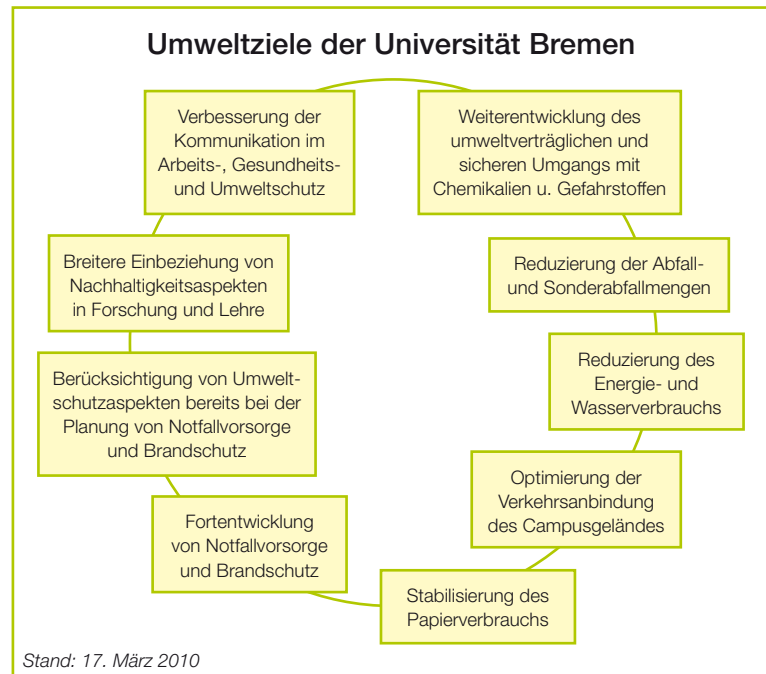 Umweltziele der Universität Bremen
Verbesserung der
Kommunikation im
Arbeits-, Gesundheits-
und Umweltschutz
Weiterentwicklung des
umweltverträglichen und
sicheren Umgangs mit
Chemikalien u. Gefahrstoffen
Breitere Einbeziehung von
Nachhaltigkeitsaspekten
in Forschung und Lehre
Reduzierung der Abfall-
und Sonderabfallmengen
Berücksichtigung von Umwelt-
schutzaspekten bereits bei der
Planung von Notfallvorsorge
und Brandschutz
Reduzierung des
Energie- und
Wasserverbrauchs
Fortentwicklung
von Notfallvorsorge
und Brandschutz
Optimierung der
Verkehrsanbindung
des Campusgeländes
Stabilisierung des
Papierverbrauchs
Stand: 17. März 2010